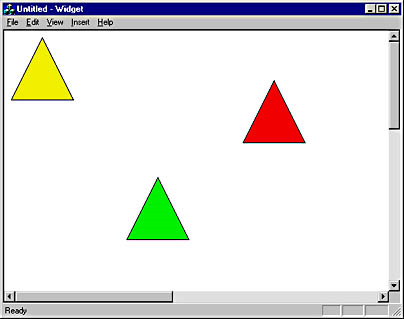 Untitled - Widget
File Edit View Insert Help
Ready